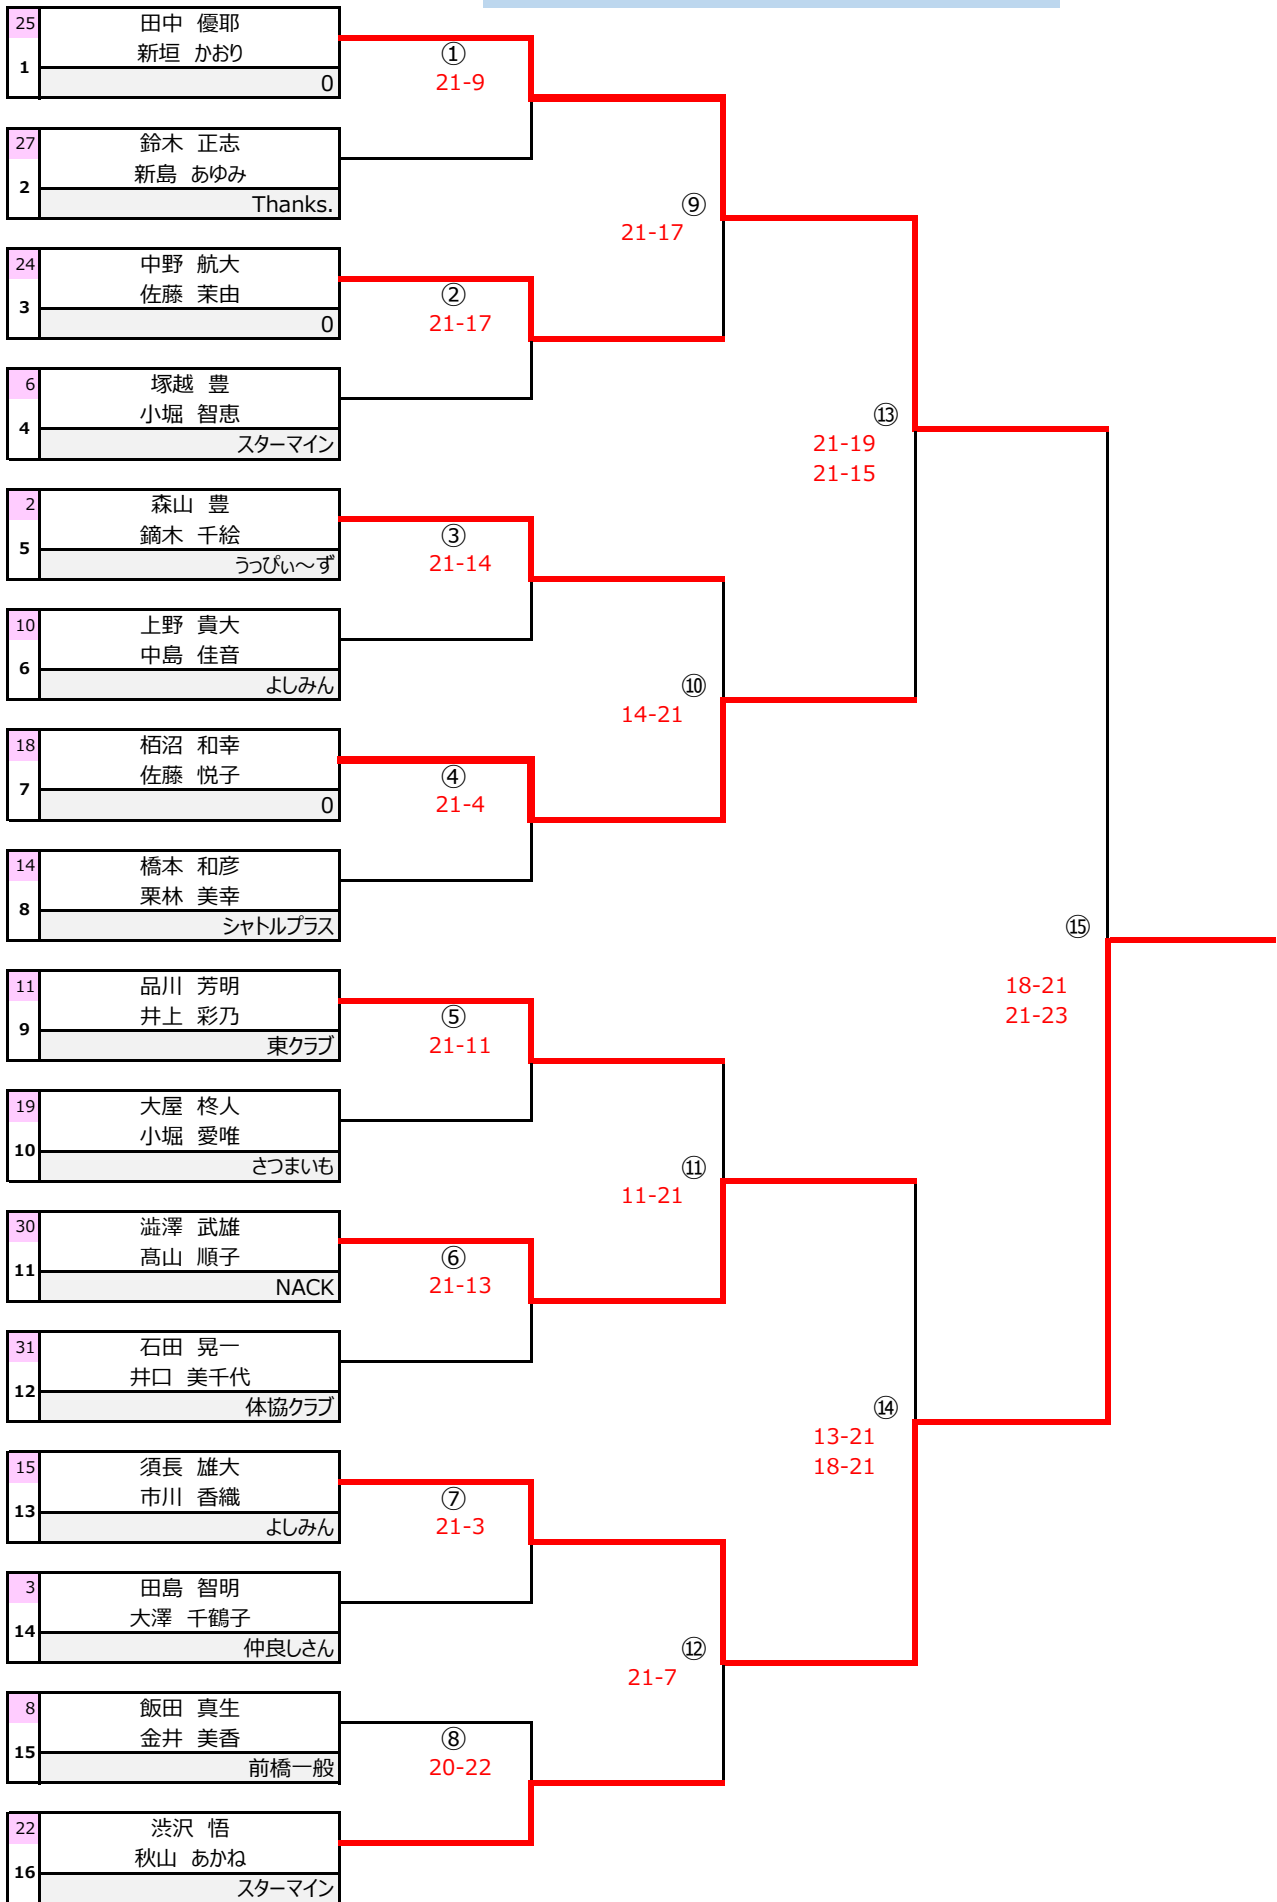 25
田中 優耶
新垣 かおり
1
0
①
21-9
27
鈴木 正志
新島 あゆみ
2
Thanks.
⑨
21-17
24
中野 航大
佐藤 茉由
3
0
②
21-17
6
塚越 豊
小堀 智恵
4
スターマイン
⑬
21-19
21-15
2
森山 豊
鏑木 千絵
5
うっぴぃ～ず
③
21-14
10
上野 貴大
中島 佳音
6
よしみん
⑩
14-21
18
栢沼 和幸
佐藤 悦子
7
0
④
21-4
14
橋本 和彦
栗林 美幸
8
シャトルプラス
⑮
18-21
21-23
11
品川 芳明
井上 彩乃
9
東クラブ
⑤
21-11
19
大屋 柊人
小堀 愛唯
10
さつまいも
⑪
11-21
30
澁澤 武雄
髙山 順子
11
NACK
⑥
21-13
31
石田 晃一
井口 美千代
12
体協クラブ
⑭
13-21
18-21
15
須長 雄大
市川 香織
13
よしみん
⑦
21-3
3
田島 智明
大澤 千鶴子
14
仲良しさん
⑫
21-7
8
飯田 真生
金井 美香
15
前橋一般
⑧
20-22
22
渋沢 悟
秋山 あかね
16
スターマイン